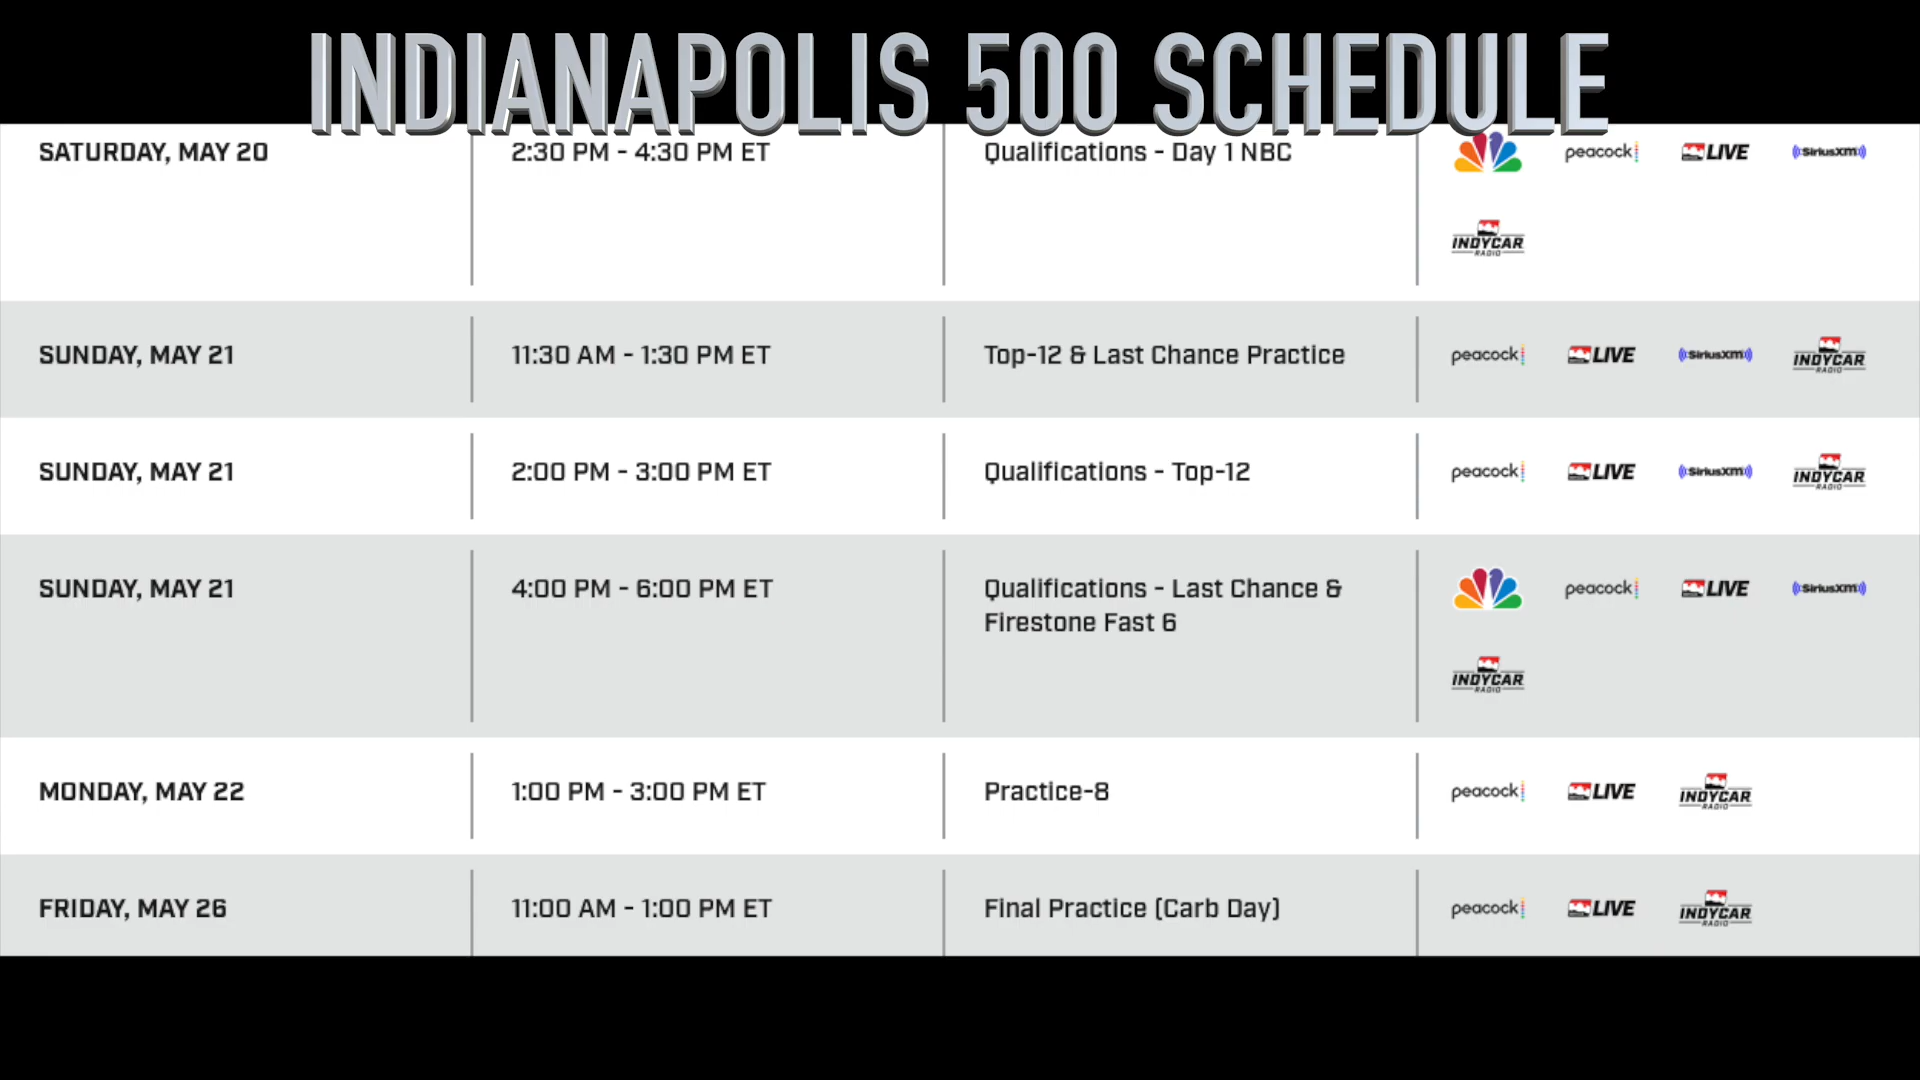 INDIANAPOLIS 500 SCHEDULE
SATURDAY, MAY 20 2:30 PM - 4:30 PM ET Qualifications - Day 1 NBC peacock LIVE SiriusXM
INDYCAR
RADIO
SUNDAY, MAY 21 11:30 AM - 1:30 PM ET Top-12 & Last Chance Practice peacock LIVE SiriusXM INDYCAR
RADIO
SUNDAY, MAY 21 2:00 PM - 3:00 PM ET Qualifications - Top-12 peacock LIVE SiriusXM INDYCAR
RADIO
SUNDAY, MAY 21 4:00 PM - 6:00 PM ET Qualifications - Last Chance & peacock LIVE SiriusXM
Firestone Fast 6
INDYCAR
RADIO
MONDAY, MAY 22 1:00 PM - 3:00 PM ET Practice-8 peacock LIVE INDYCAR
RADIO
FRIDAY, MAY 26 11:00 AM - 1:00 PM ET Final Practice (Carb Day) peacock LIVE INDYCAR
RADIO